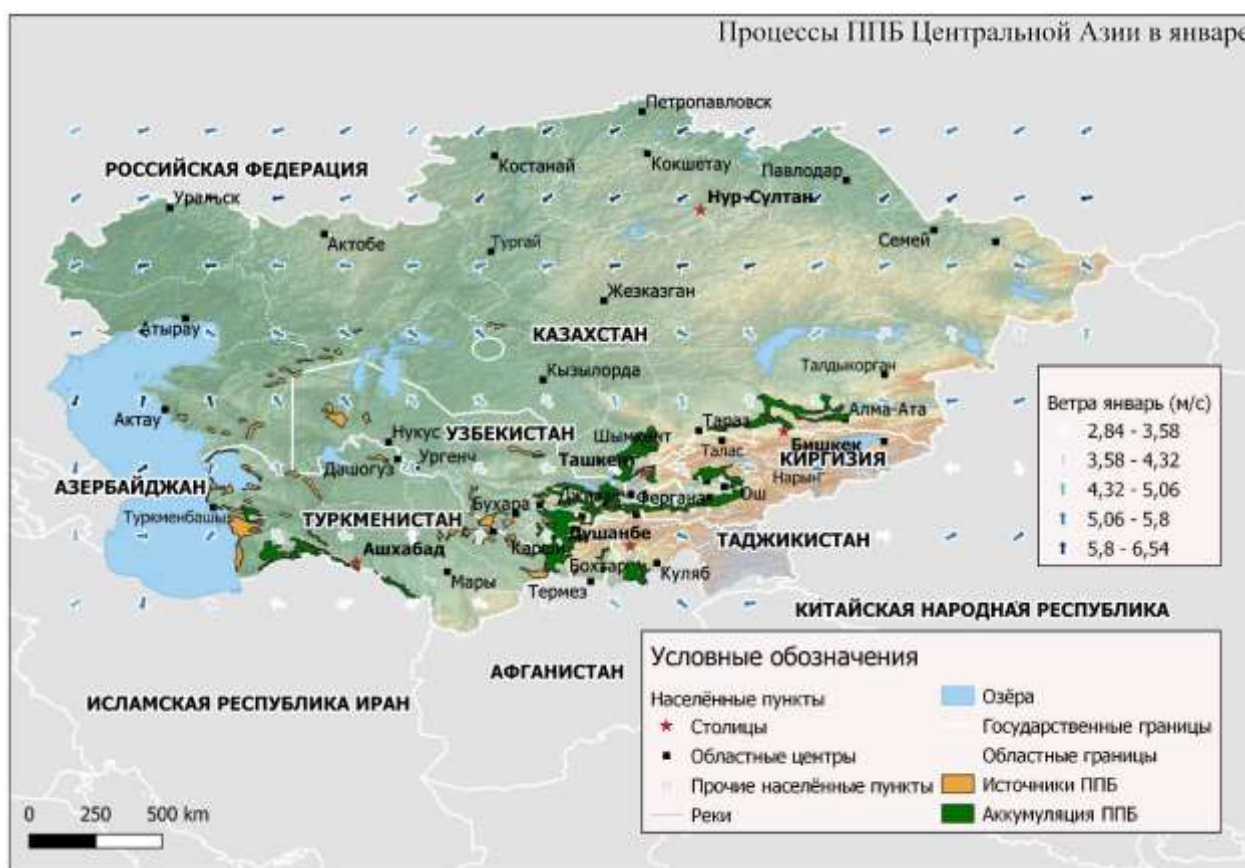 Процессы ППБ Центральной Азии в январе
Петропавловск
Костанай
Кокшетау
РОССИЙСКАЯ ФЕДЕРАЦИЯ
Павлодар
Уральск
Нур-Султан
Актобе
Тургай
Семей
Жезказган
Атырау
КАЗАХСТАН
Талдыкорган
Кызылорда
Актау
Алма-Ата
Тараз
Нукус
УЗБЕКИСТАН
Шымкент
Бишкек
Талас
Дашогуз
Ургенч
Ташкент
КИРГИЗИЯ
Нарын
АЗЕРБАЙДЖАН
Бухара
Фергана
Ош
Туркменбашы
ТУРКМЕНИСТАН
Душанбе
ТАДЖИКИСТАН
Ашхабад
Карши
Мары
Куляб
Термез
КИТАЙСКАЯ НАРОДНАЯ РЕСПУБЛИКА
АФГАНИСТАН
ИСЛАМСКАЯ РЕСПУБЛИКА ИРАН
Ветра январь (м/с)
2,84 - 3,58
3,58 - 4,32
4,32 - 5,06
5,06 - 5,8
5,8 - 6,54
Условные обозначения
Населённые пункты
Столицы
Областные центры
Прочие населённые пункты
Реки
Озёра
Государственные границы
Областные границы
Источники ППБ
Аккумуляция ППБ
0 250 500 km